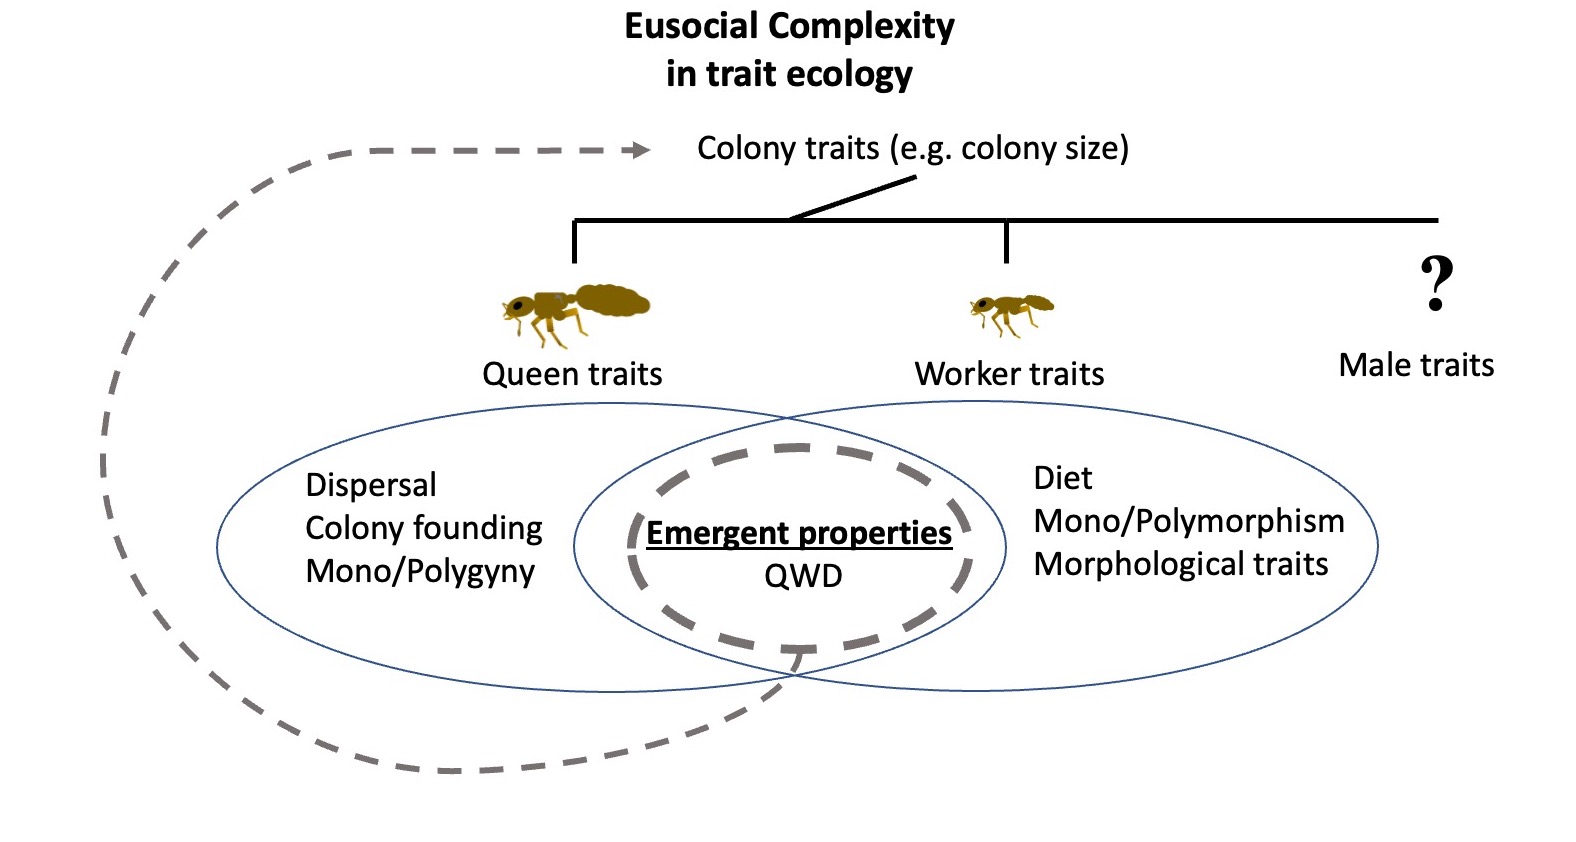 Eusocial Complexity
in trait ecology
Colony traits (e.g. colony size)
?
Queen traits
Worker traits
Male traits
Dispersal
Colony founding
Mono/Polygyny
Emergent properties
QWD
Diet
Mono/Polymorphism
Morphological traits